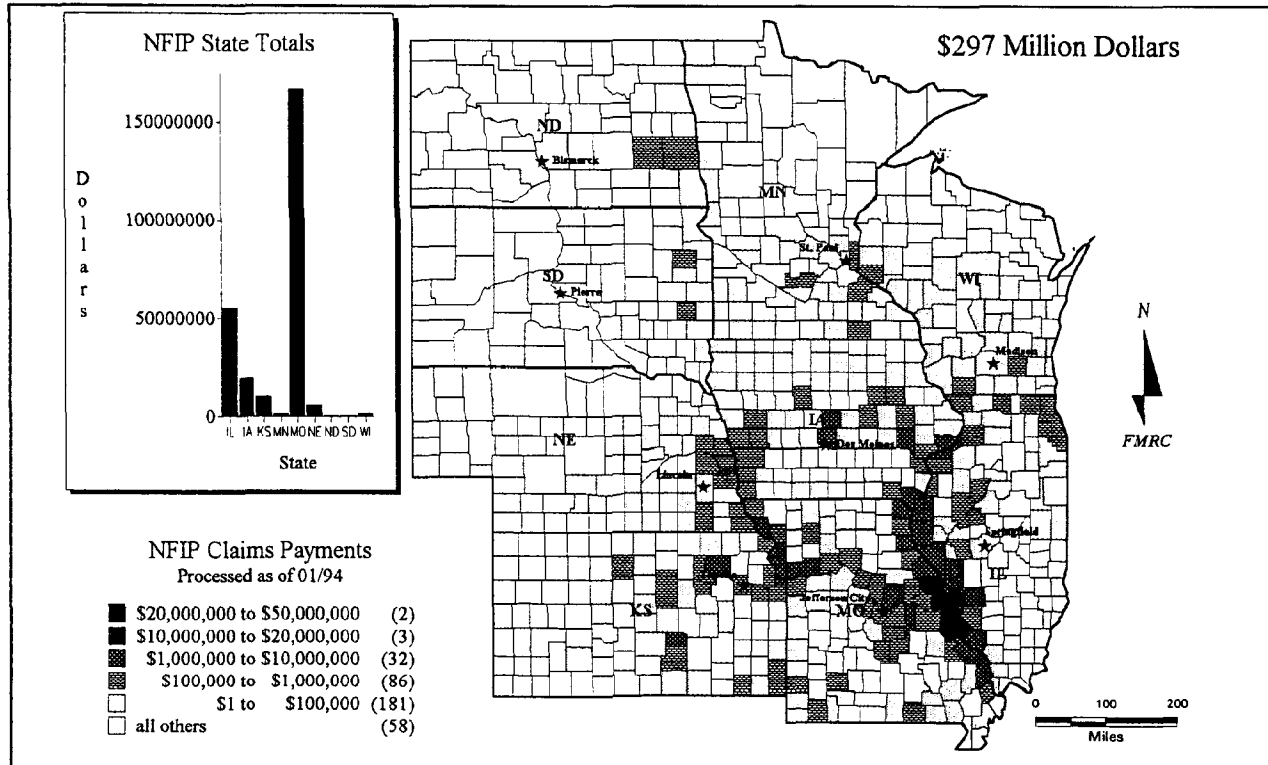 NFIP State Totals
Dollars
150000000
100000000
50000000
0
IL IA KS MN MO NE ND SD WI
State
NFIP Claims Payments
Processed as of 01/94
$20,000,000 to $50,000,000 (2)
$10,000,000 to $20,000,000 (3)
$1,000,000 to $10,000,000 (32)
$100,000 to $1,000,000 (86)
$1 to $100,000 (181)
all others (58)
$297 Million Dollars
ND
Bismarck
MN
St. Paul
SD
Pierre
WI
Madison
NE
Lincoln
IA
Des Moines
Springfield
IL
KS
Jefferson City
MO
N
FMRC
0 100 200
Miles